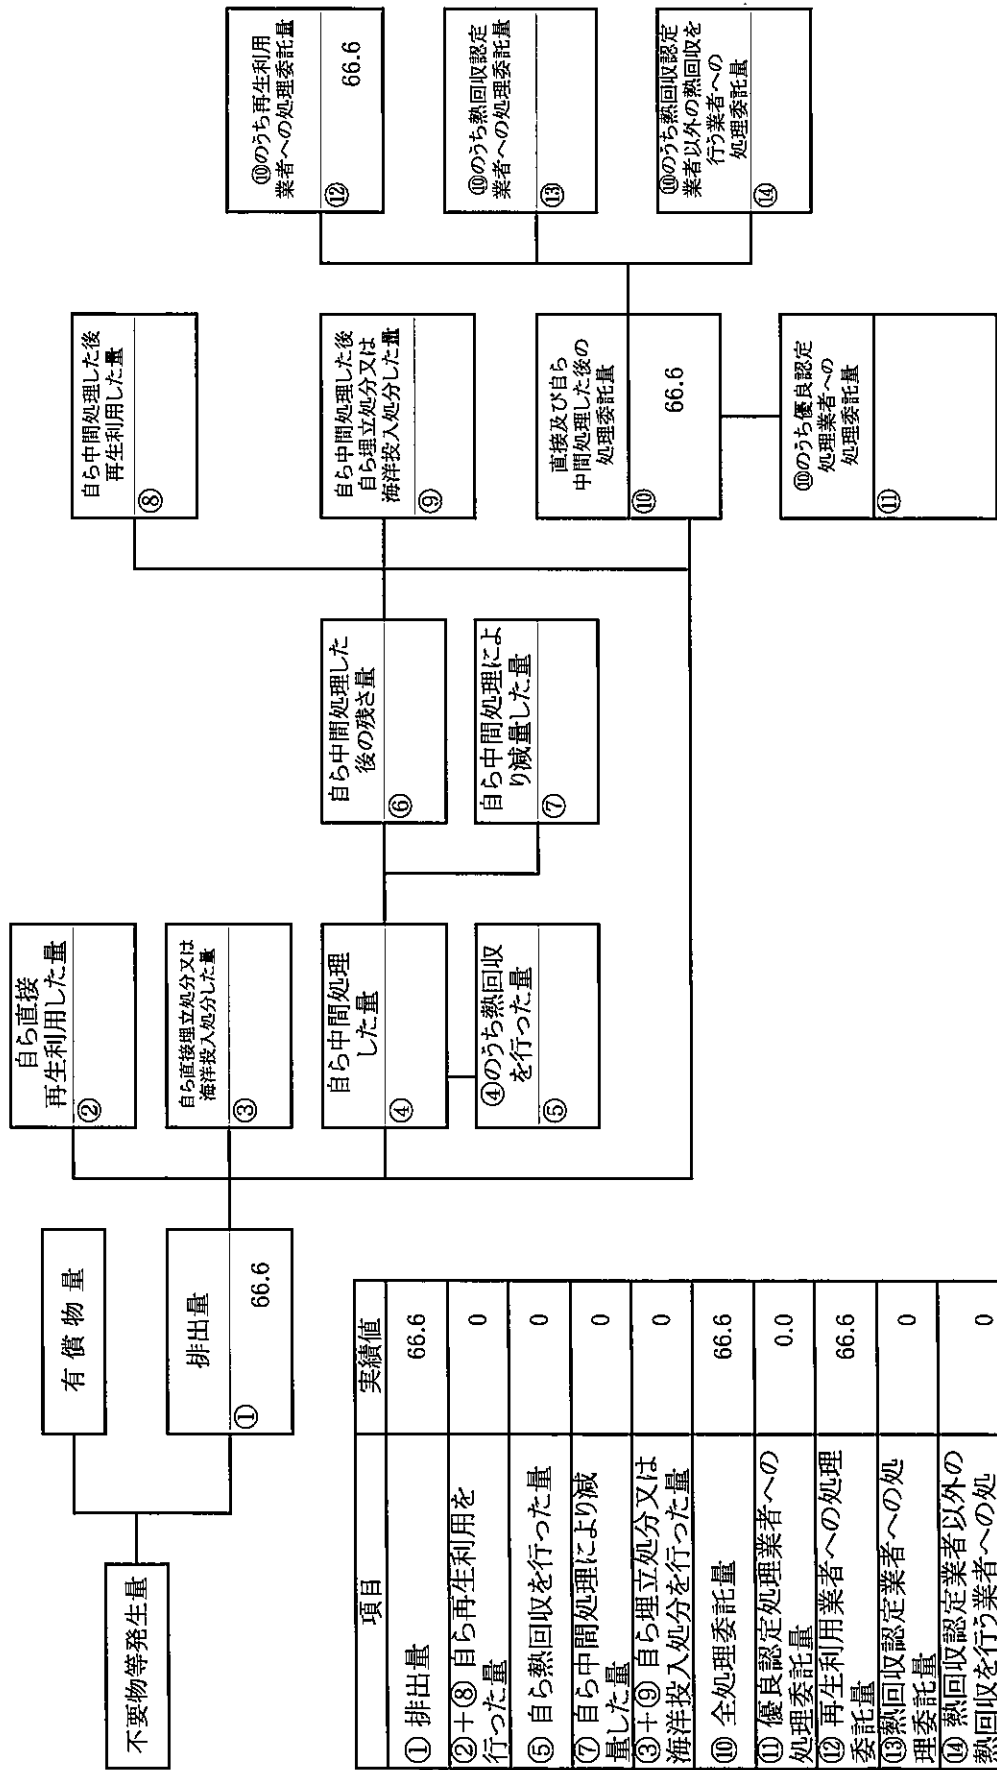 不要物等発生量
有 償 物 量
排出量
①
66.6
自ら直接
再生利用した量
②
自ら直接埋立処分又は
海洋投入処分した量
③
自ら中間処理
した量
④
④のうち熱回収
を行った量
⑤
自ら中間処理した
後の残さ量
⑥
自ら中間処理によ
り減量した量
⑦
自ら中間処理した後
再生利用した量
⑧
自ら中間処理した後
自ら埋立処分又は
海洋投入処分した量
⑨
直接及び自ら
中間処理した後の
処理委託量
⑩
66.6
⑩のうち優良認定
処理業者への
処理委託量
⑪
⑩のうち再生利用
業者への処理委託量
⑫
66.6
⑩のうち熱回収認定
業者への処理委託量
⑬
⑩のうち熱回収認定
業者以外の熱回収を
行う業者への
処理委託量
⑭
項目 実績値
① 排出量 66.6
②+⑧ 自ら再生利用を
行った量 0
⑤ 自ら熱回収を行った量 0
⑦ 自ら中間処理により減
量した量 0
③+⑨ 自ら埋立処分又は
海洋投入処分を行った量 0
⑩ 全処理委託量 66.6
⑪ 優良認定処理業者への
処理委託量 0.0
⑫ 再生利用業者への処理
委託量 66.6
⑬熱回収認定業者への処
理委託量 0
⑭ 熱回収認定業者以外の
熱回収を行う業者への処 0